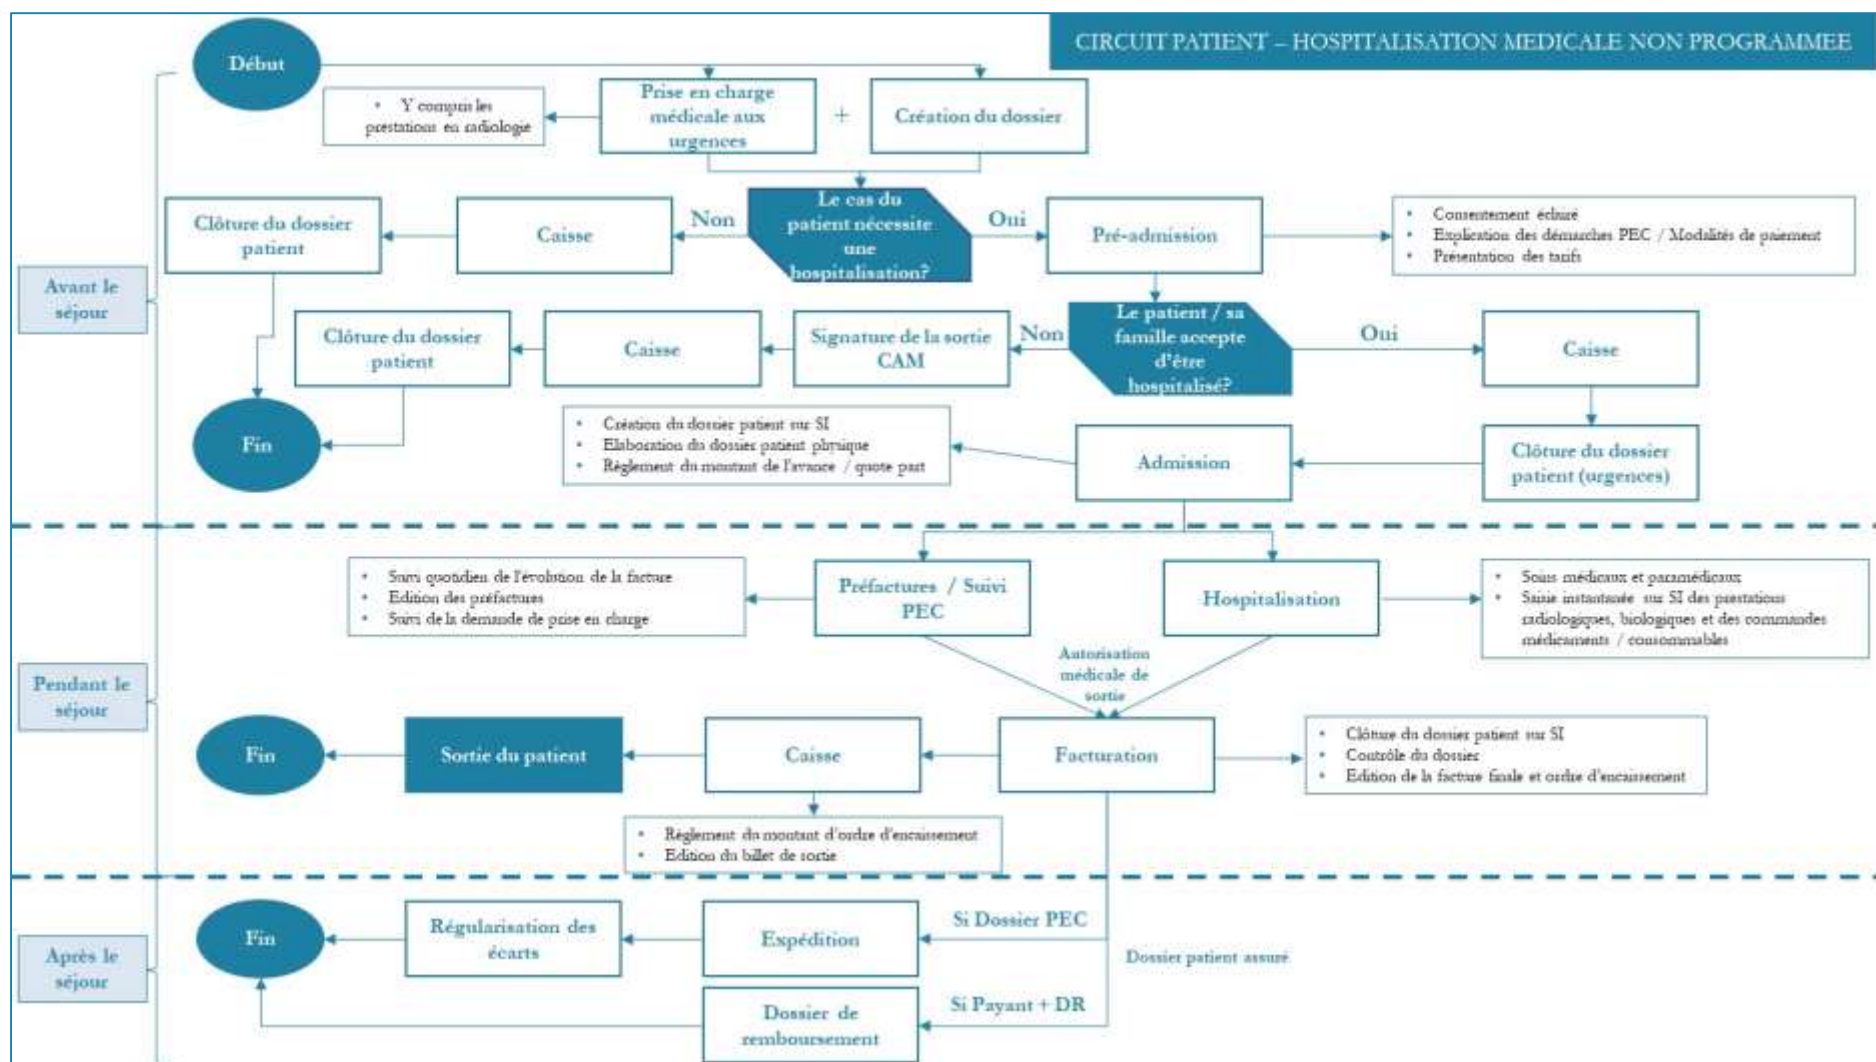 CIRCUIT PATIENT – HOSPITALISATION MEDICALE NON PROGRAMMEE
Début
• Y compris les
prestations en radiologie
Prise en charge
médicale aux
urgences
+
Création du dossier
Avant le
séjour
Clôture du dossier
patient
Caisse
Non
Le cas du
patient nécessite
une
hospitalisation?
Oui
Pré-admission
• Consentement éclairé
• Explication des démarches PEC / Modalités de paiement
• Présentation des tarifs
Clôture du dossier
patient
Caisse
Signature de la sortie
CAM
Non
Le patient / sa
famille accepte
d'être
hospitalisé?
Oui
Caisse
Fin
• Création du dossier patient sur SI
• Elaboration du dossier patient physique
• Règlement du montant de l'avance / quote part
Admission
Clôture du dossier
patient (urgences)
Pendant le
séjour
• Suivi quotidien de l'évolution de la facture
• Edition des préfactures
• Suivi de la demande de prise en charge
Préfactures / Suivi
PEC
Hospitalisation
• Soins médicaux et paramédicaux
• Saisie instantanée sur SI des prestations
radiologiques, biologiques et des commandes
médicaments / consommables
Autorisation
médicale de
sortie
Fin
Sortie du patient
Caisse
Facturation
• Clôture du dossier patient sur SI
• Contrôle du dossier
• Edition de la facture finale et ordre d'encaissement
• Règlement du montant d'ordre d'encaissement
• Edition du billet de sortie
Après le
séjour
Fin
Régularisation des
écarts
Expédition
Si Dossier PEC
Dossier patient assuré
Dossier de
remboursement
Si Payant + DR